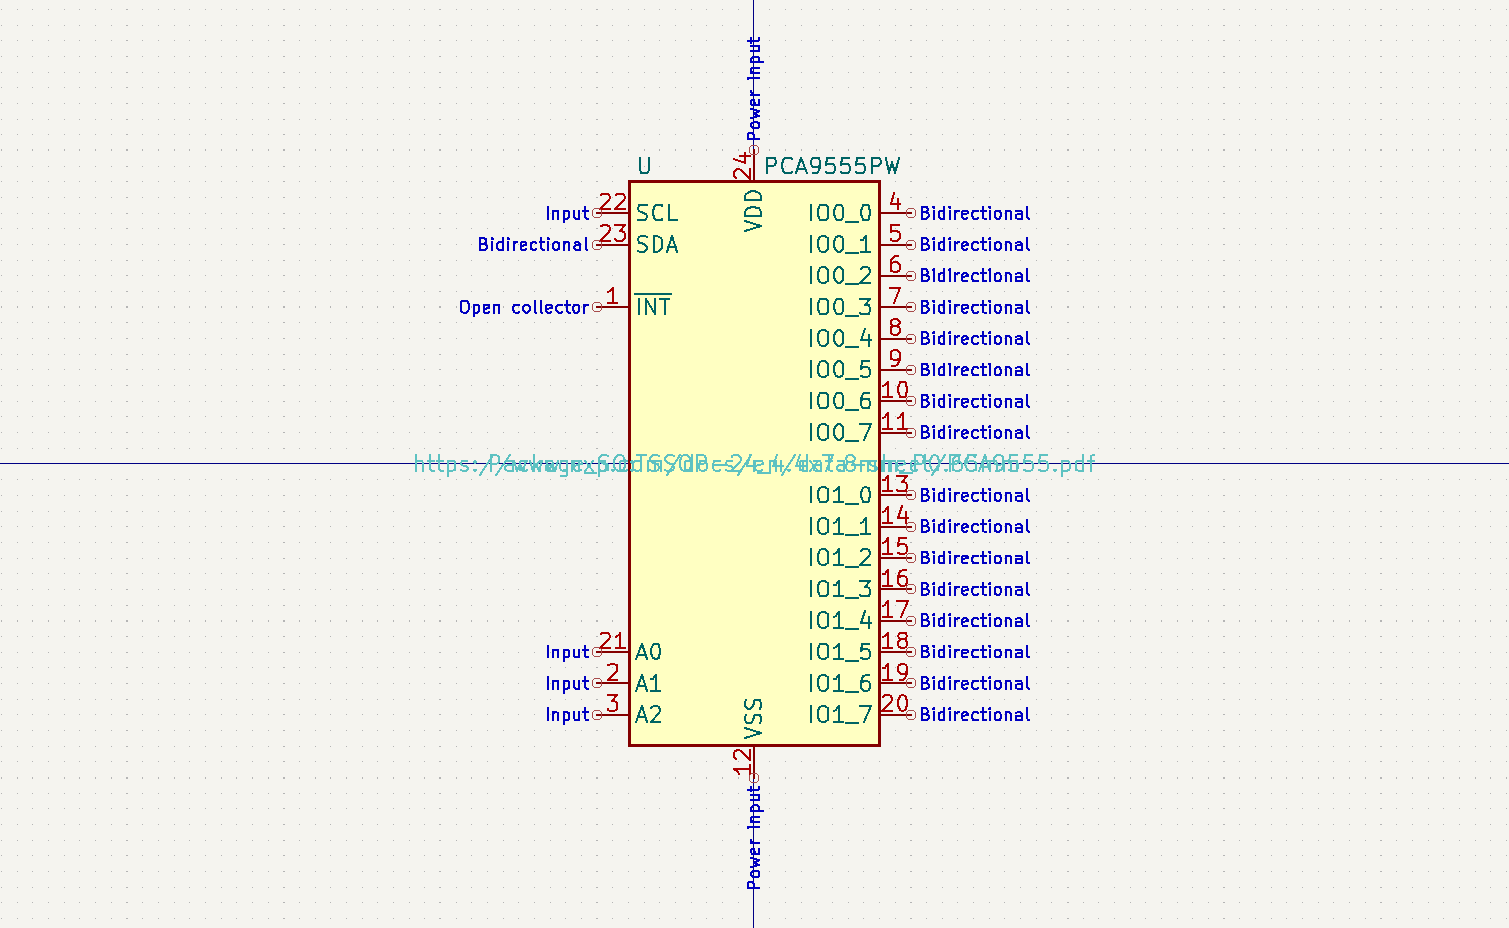 Power Input
24
U
PCA9555PW
VDD
Input 22 SCL
Bidirectional 23 SDA
Open collector 1 INT
Input 21 A0
Input 2 A1
Input 3 A2
IO0_0 4 Bidirectional
IO0_1 5 Bidirectional
IO0_2 6 Bidirectional
IO0_3 7 Bidirectional
IO0_4 8 Bidirectional
IO0_5 9 Bidirectional
IO0_6 10 Bidirectional
IO0_7 11 Bidirectional
IO1_0 13 Bidirectional
IO1_1 14 Bidirectional
IO1_2 15 Bidirectional
IO1_3 16 Bidirectional
IO1_4 17 Bidirectional
IO1_5 18 Bidirectional
IO1_6 19 Bidirectional
IO1_7 20 Bidirectional
VSS
12
Power Input